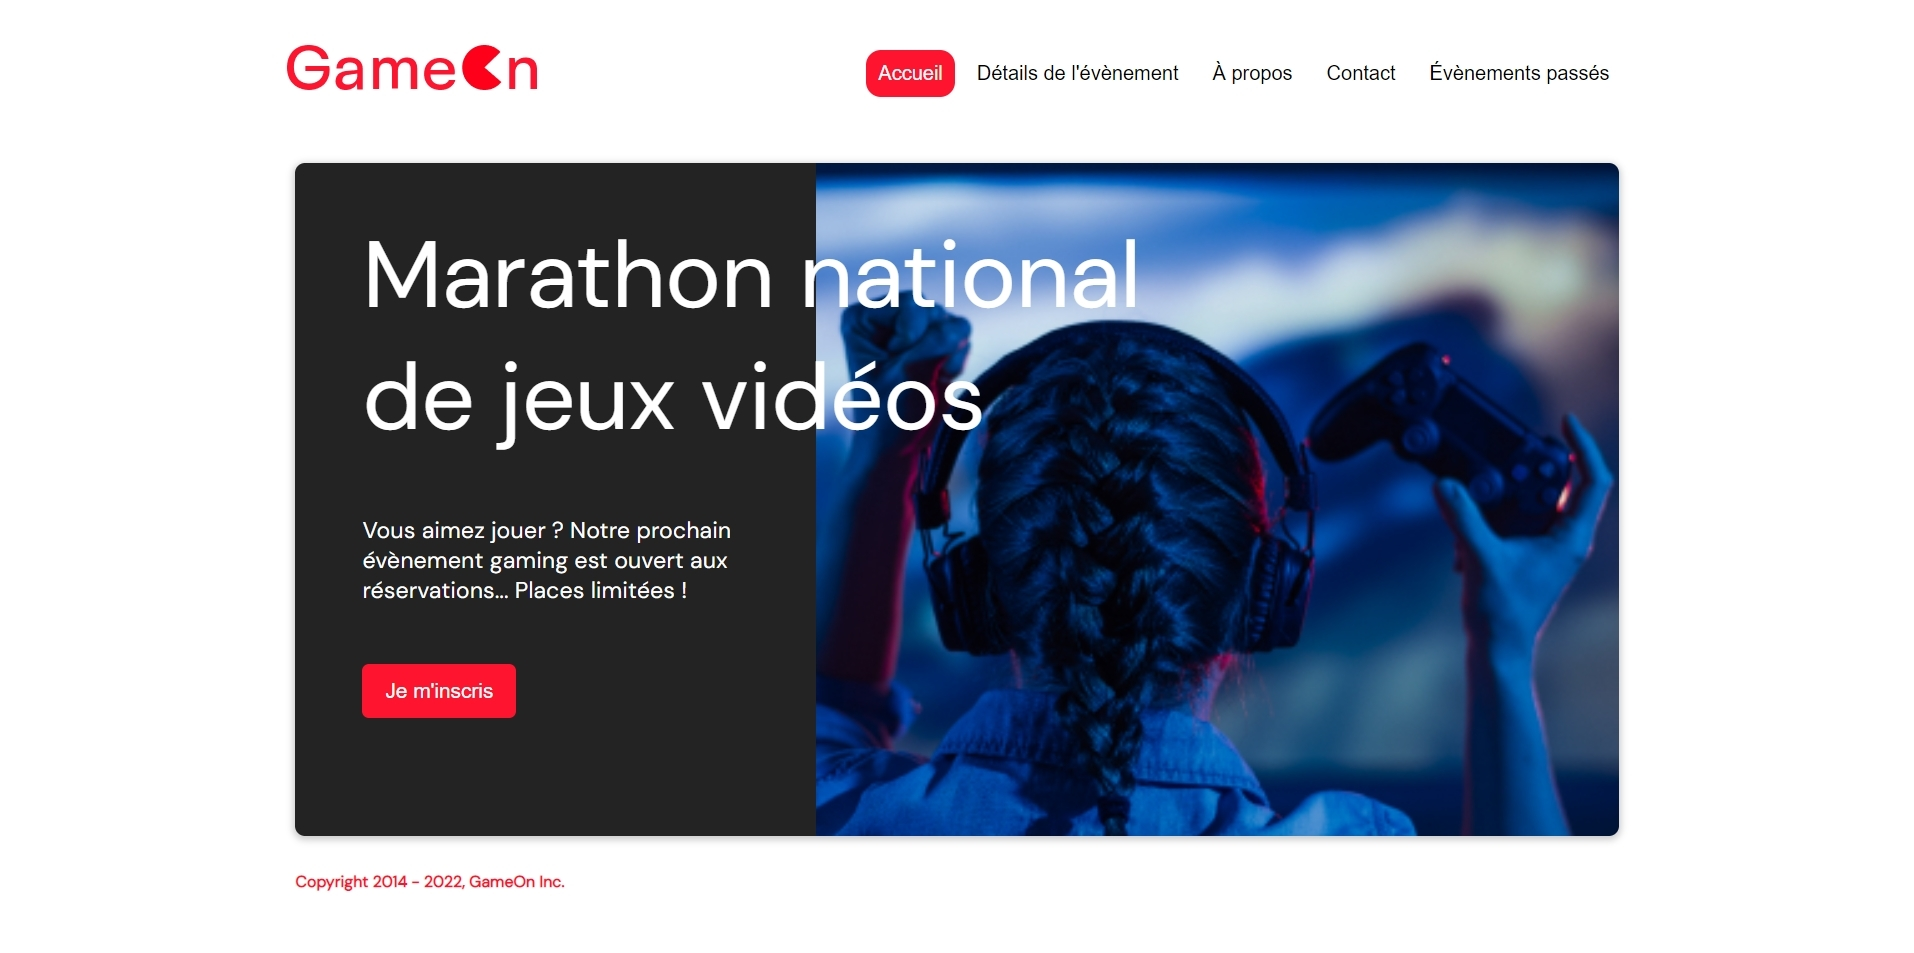 GameOn
Accueil Détails de l'évènement À propos Contact Évènements passés
Marathon national
de jeux vidéos
Vous aimez jouer ? Notre prochain
évènement gaming est ouvert aux
réservations... Places limitées !
Je m'inscris
Copyright 2014 - 2022, GameOn Inc.